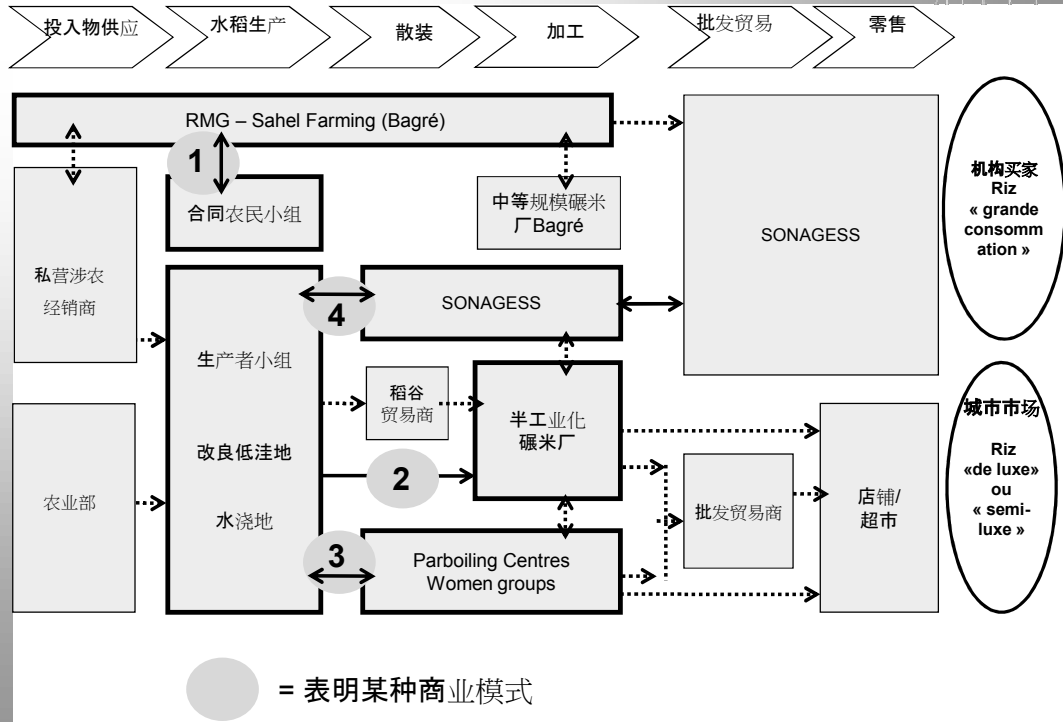 投入物供应
水稻生产
散装
加工
批发贸易
零售
RMG – Sahel Farming (Bagré)
1
合同农民小组
中等规模碾米
厂Bagré
SONAGESS
机构买家
Riz
« grande
consomm
ation »
私营涉农
经销商
4
SONAGESS
生产者小组
改良低洼地
水浇地
稻谷
贸易商
半工业化
碾米厂
2
农业部
3
Parboiling Centres
Women groups
批发贸易商
店铺/
超市
城市市场
Riz
«de luxe»
ou
« semi-
luxe »
= 表明某种商业模式